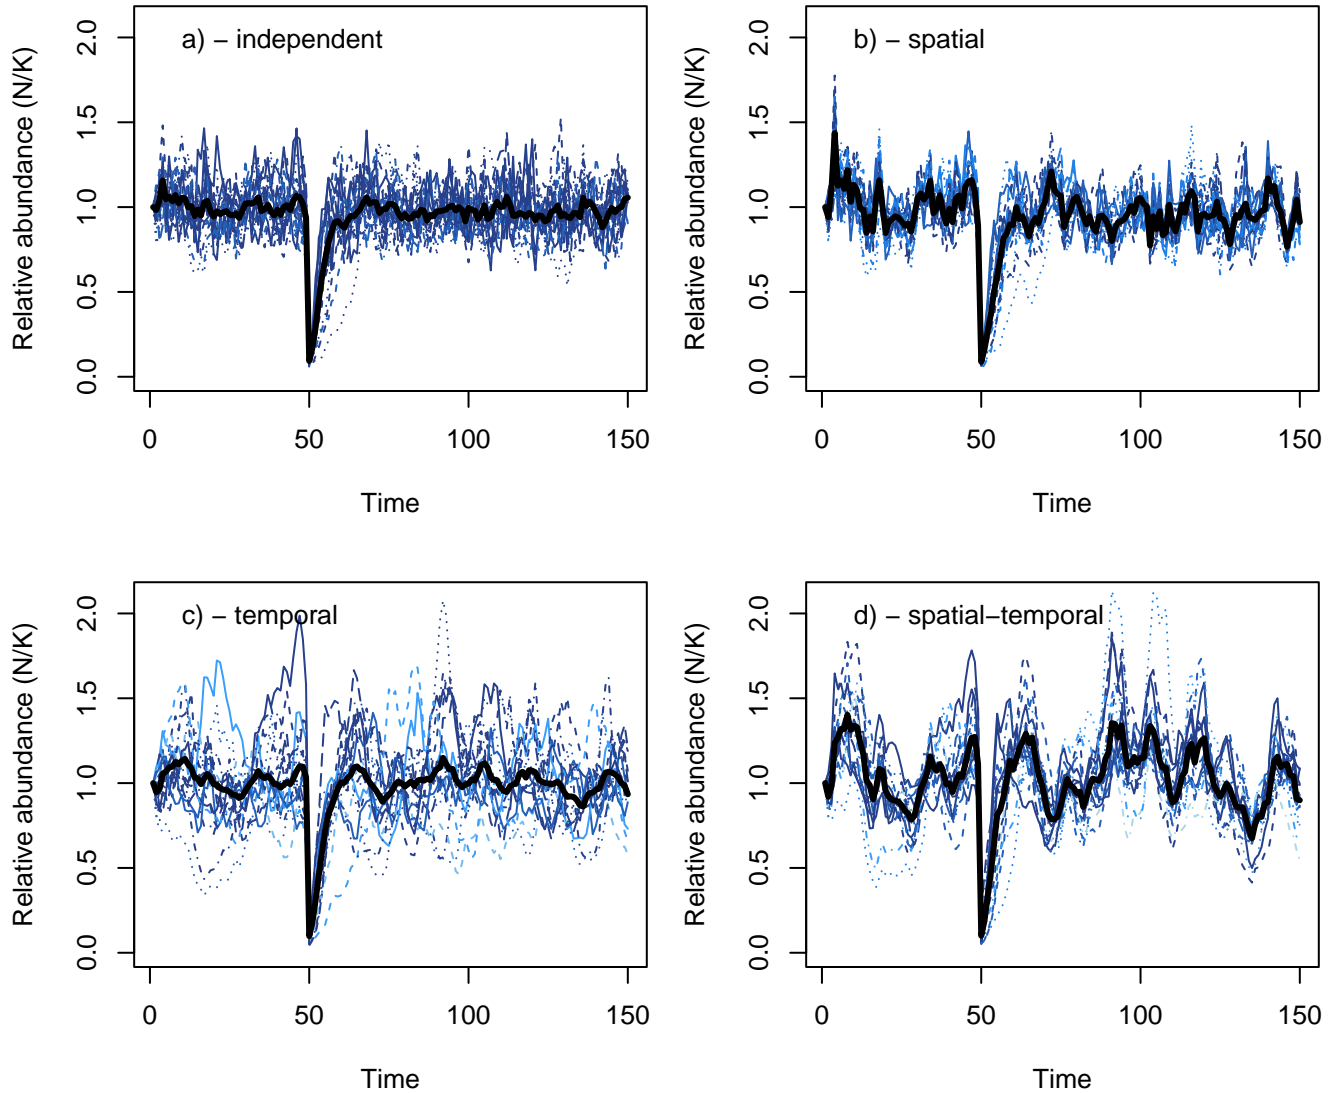 a) − independent
Relative abundance (N/K)
2.0
1.5
1.0
0.5
0.0
0 50 100 150
Time
b) − spatial
Relative abundance (N/K)
2.0
1.5
1.0
0.5
0.0
0 50 100 150
Time
c) − temporal
Relative abundance (N/K)
2.0
1.5
1.0
0.5
0.0
0 50 100 150
Time
d) − spatial−temporal
Relative abundance (N/K)
2.0
1.5
1.0
0.5
0.0
0 50 100 150
Time